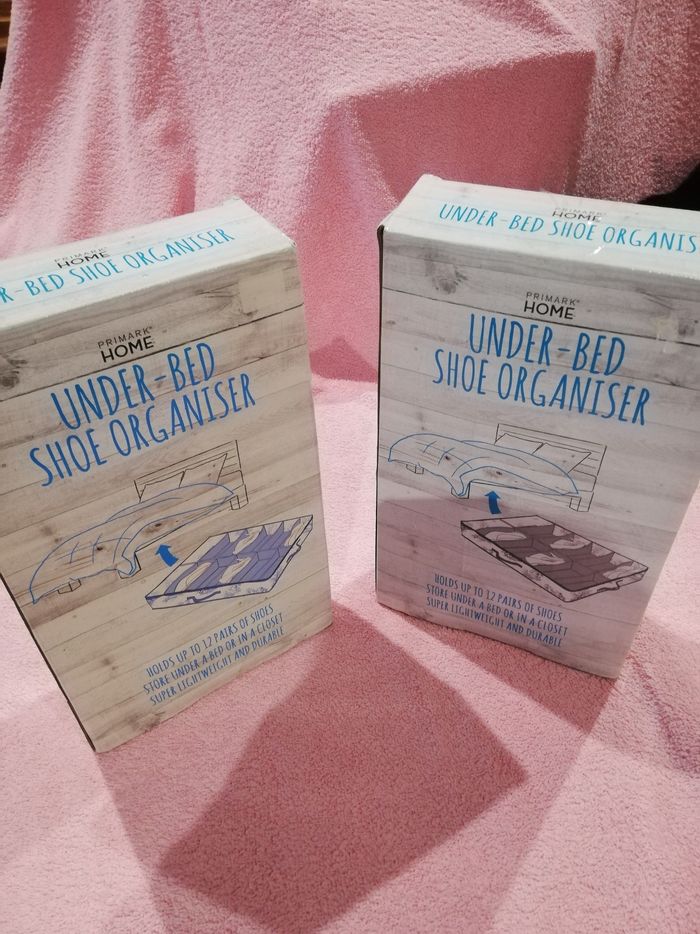 PRIMARK®
HOME
R-BED SHOE ORGANISER
PRIMARK®
HOME
UNDER-BED
SHOE ORGANISER
HOLDS UP TO 12 PAIRS OF SHOES
STORE UNDER A BED OR IN A CLOSET
SUPER LIGHTWEIGHT AND DURABLE
HOME
UNDER-BED SHOE ORGANIS
PRIMARK®
HOME
UNDER-BED
SHOE ORGANISER
HOLDS UP TO 12 PAIRS OF SHOES
STORE UNDER A BED OR IN A CLOSET
SUPER LIGHTWEIGHT AND DURABLE